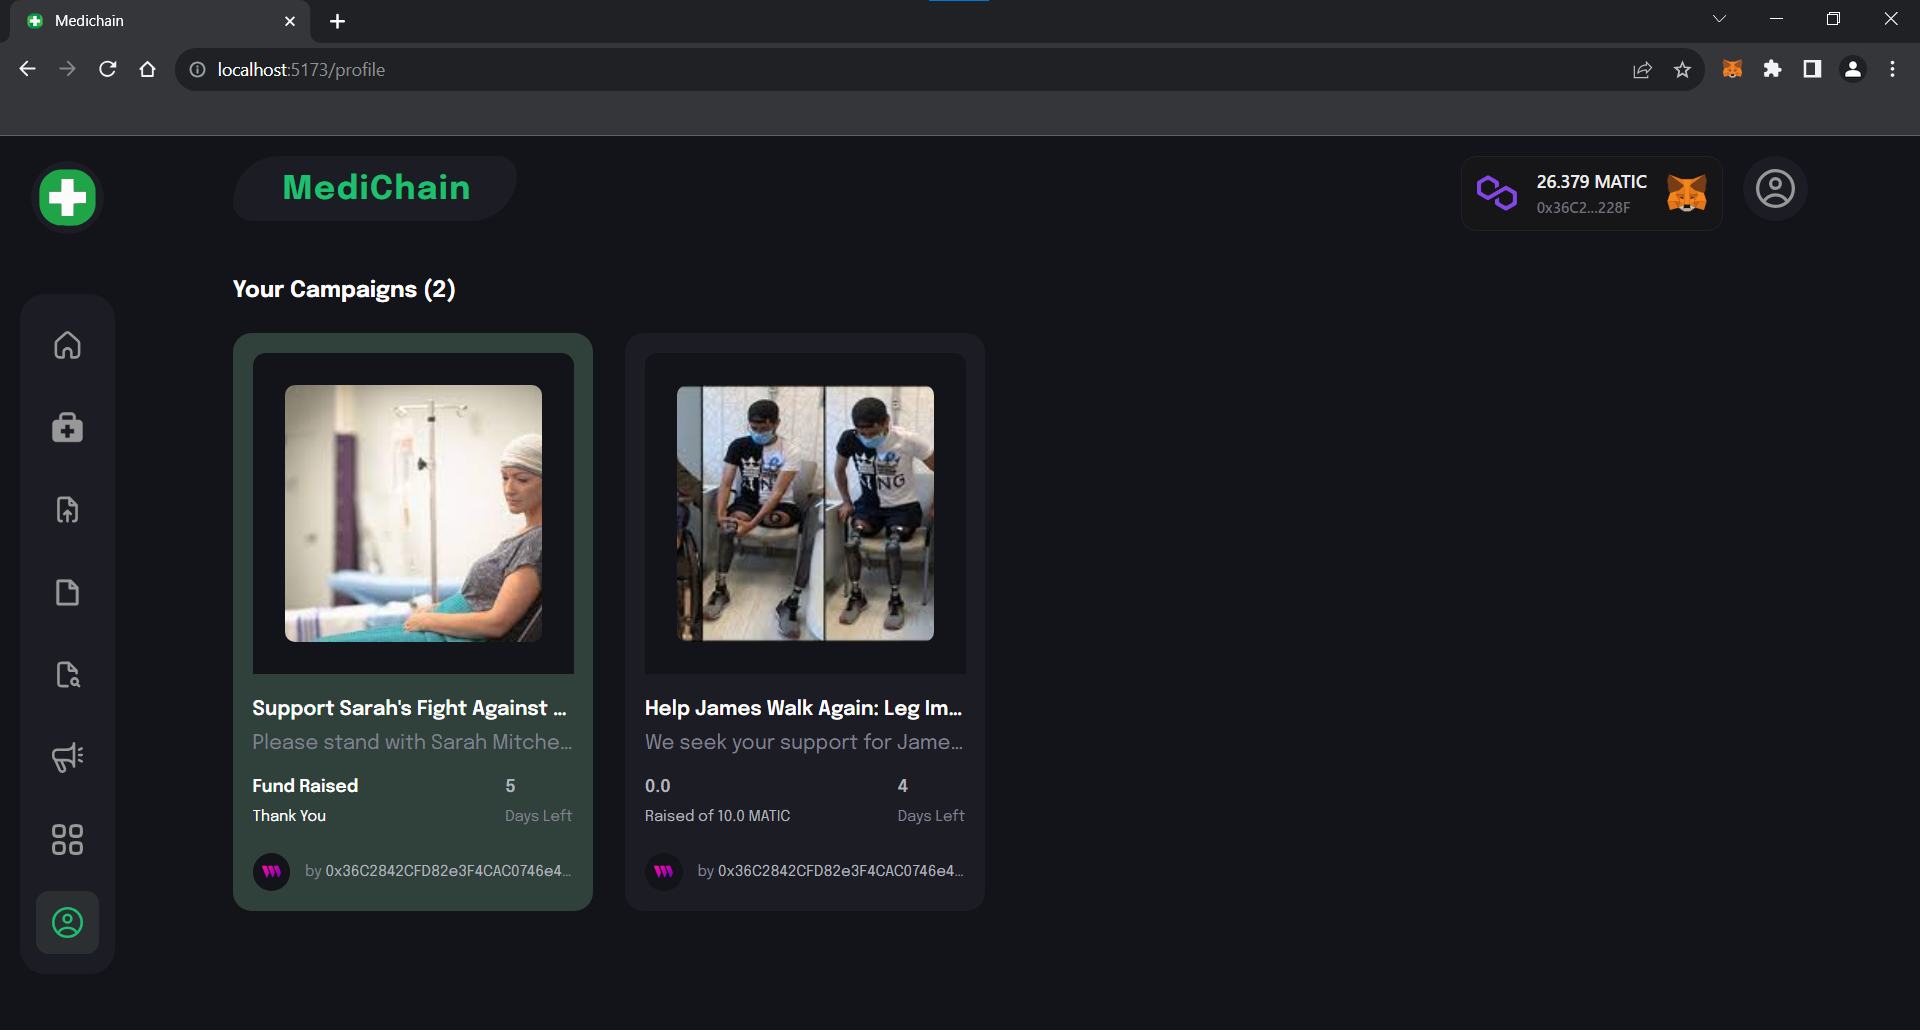 Medichain
localhost:5173/profile
MediChain
26.379 MATIC
0x36C2...228F
Your Campaigns (2)
Support Sarah's Fight Against ...
Please stand with Sarah Mitche...
Fund Raised
5
Thank You
Days Left
by 0x36C2842CFD82e3F4CAC0746e4...
Help James Walk Again: Leg Im...
We seek your support for Jame...
0.0
4
Raised of 10.0 MATIC
Days Left
by 0x36C2842CFD82e3F4CAC0746e4...